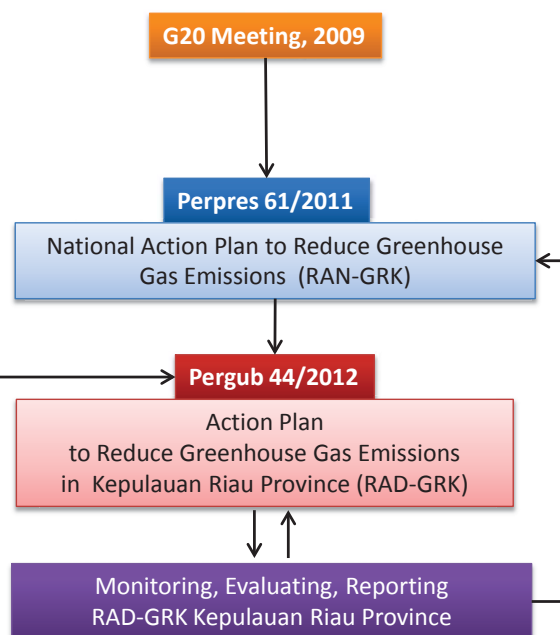 G20 Meeting, 2009
Perpres 61/2011
National Action Plan to Reduce Greenhouse
Gas Emissions (RAN-GRK)
Pergub 44/2012
Action Plan
to Reduce Greenhouse Gas Emissions
in Kepulauan Riau Province (RAD-GRK)
Monitoring, Evaluating, Reporting
RAD-GRK Kepulauan Riau Province